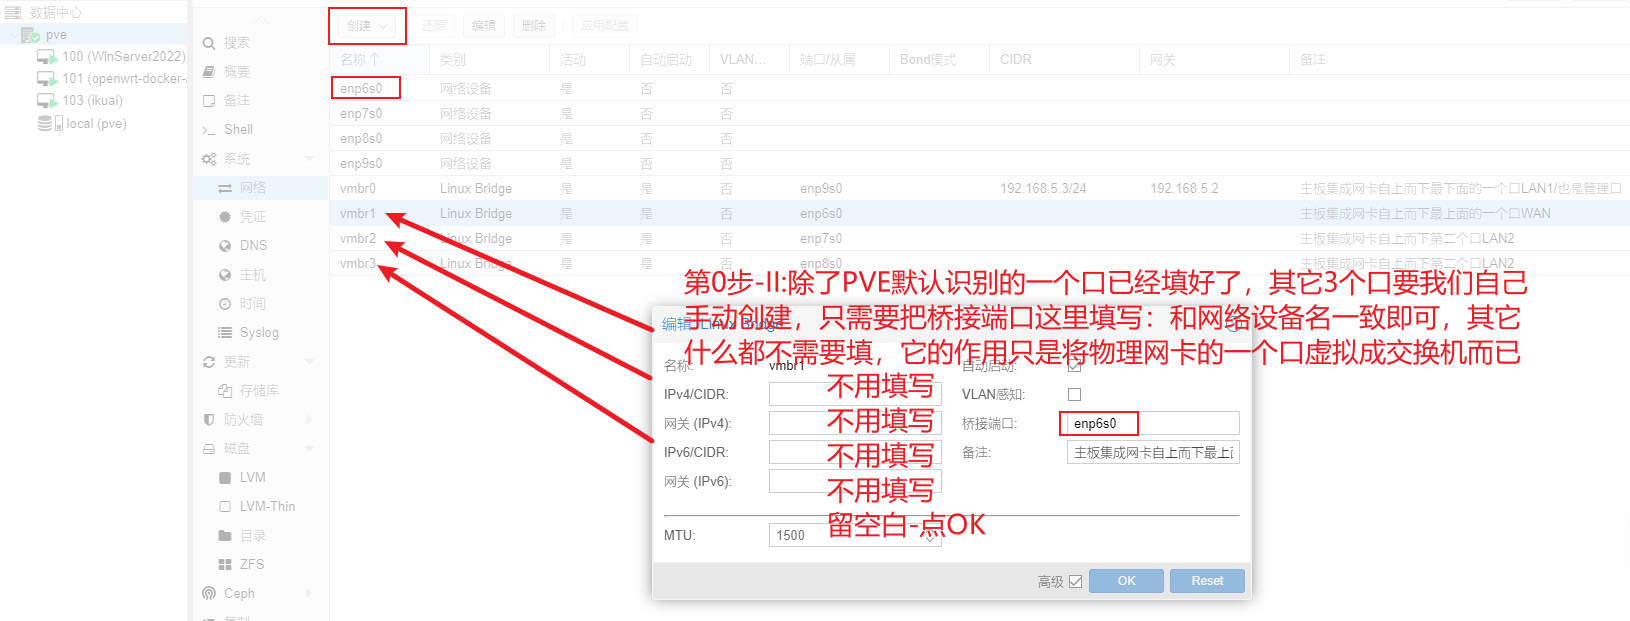 数据中心
pve
100 (WinServer2022)
101 (openwrt-docker-
103 (ikuai)
local (pve)
搜索
概要
备注
Shell
系统
网络
凭证
DNS
主机
时间
Syslog
更新
存储库
防火墙
磁盘
LVM
LVM-Thin
目录
ZFS
Ceph
创建 还原 编辑 删除 应用配置
名称↑ 类别 活动 自动启动 VLAN... 端口/从属 Bond模式 CIDR 网关 备注
enp6s0 网络设备 是 否 否
enp7s0 网络设备 是 否 否
enp8s0 网络设备 是 否 否
enp9s0 网络设备 是 否 否
vmbr0 Linux Bridge 是 是 否 enp9s0 192.168.5.3/24 192.168.5.2 主板集成网卡自上而下最下面的一个口LAN1/也是管理口
vmbr1 Linux Bridge 是 是 否 enp6s0 主板集成网卡自上而下最上面的一个口WAN
vmbr2 Linux Bridge 是 是 否 enp7s0 主板集成网卡自上而下第二个口LAN2
vmbr3 Linux Bridge 是 是 否 enp8s0 主板集成网卡自上而下第二个口LAN2
第0步-II:除了PVE默认识别的一个口已经填好了，其它3个口要我们自己
手动创建，只需要把桥接端口这里填写：和网络设备名一致即可，其它
什么都不需要填，它的作用只是将物理网卡的一个口虚拟成交换机而已
编辑: Linux Bridge
名称: vmbr1 自动启动:
IPv4/CIDR: 不用填写 VLAN感知:
网关 (IPv4): 不用填写 桥接端口: enp6s0
IPv6/CIDR: 不用填写 备注: 主板集成网卡自上而下最上
网关 (IPv6): 不用填写
留空白-点OK
MTU: 1500
高级 OK Reset